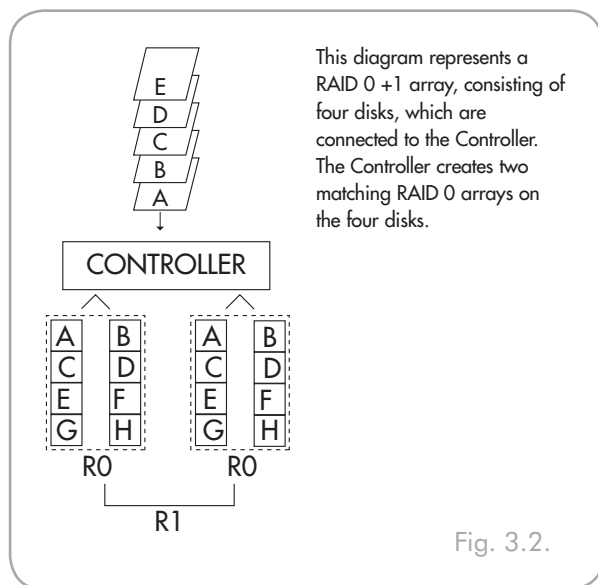 E
D
C
B
A
This diagram represents a
RAID 0 +1 array, consisting of
four disks, which are
connected to the Controller.
The Controller creates two
matching RAID 0 arrays on
the four disks.
CONTROLLER
A B A B
C D C D
E F E F
G H G H
R0 R0
R1
Fig. 3.2.